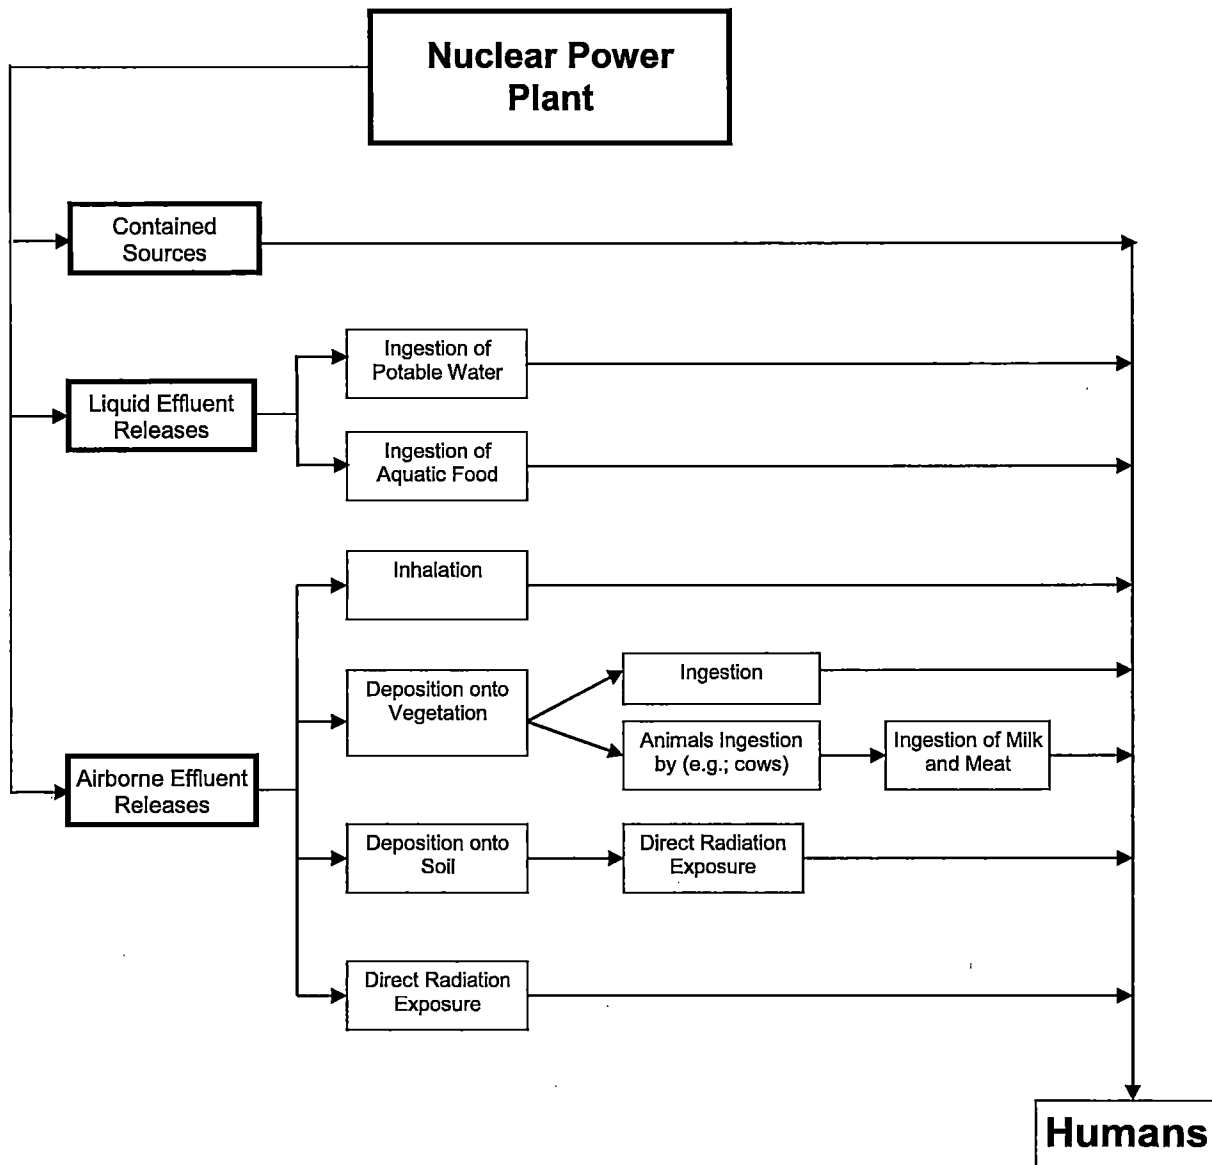 Nuclear Power
Plant
Contained
Sources
Ingestion of
Potable Water
Liquid Effluent
Releases
Ingestion of
Aquatic Food
Inhalation
Deposition onto
Vegetation
Ingestion
Animals Ingestion
by (e.g.; cows)
Ingestion of Milk
and Meat
Airborne Effluent
Releases
Deposition onto
Soil
Direct Radiation
Exposure
Direct Radiation
Exposure
Humans